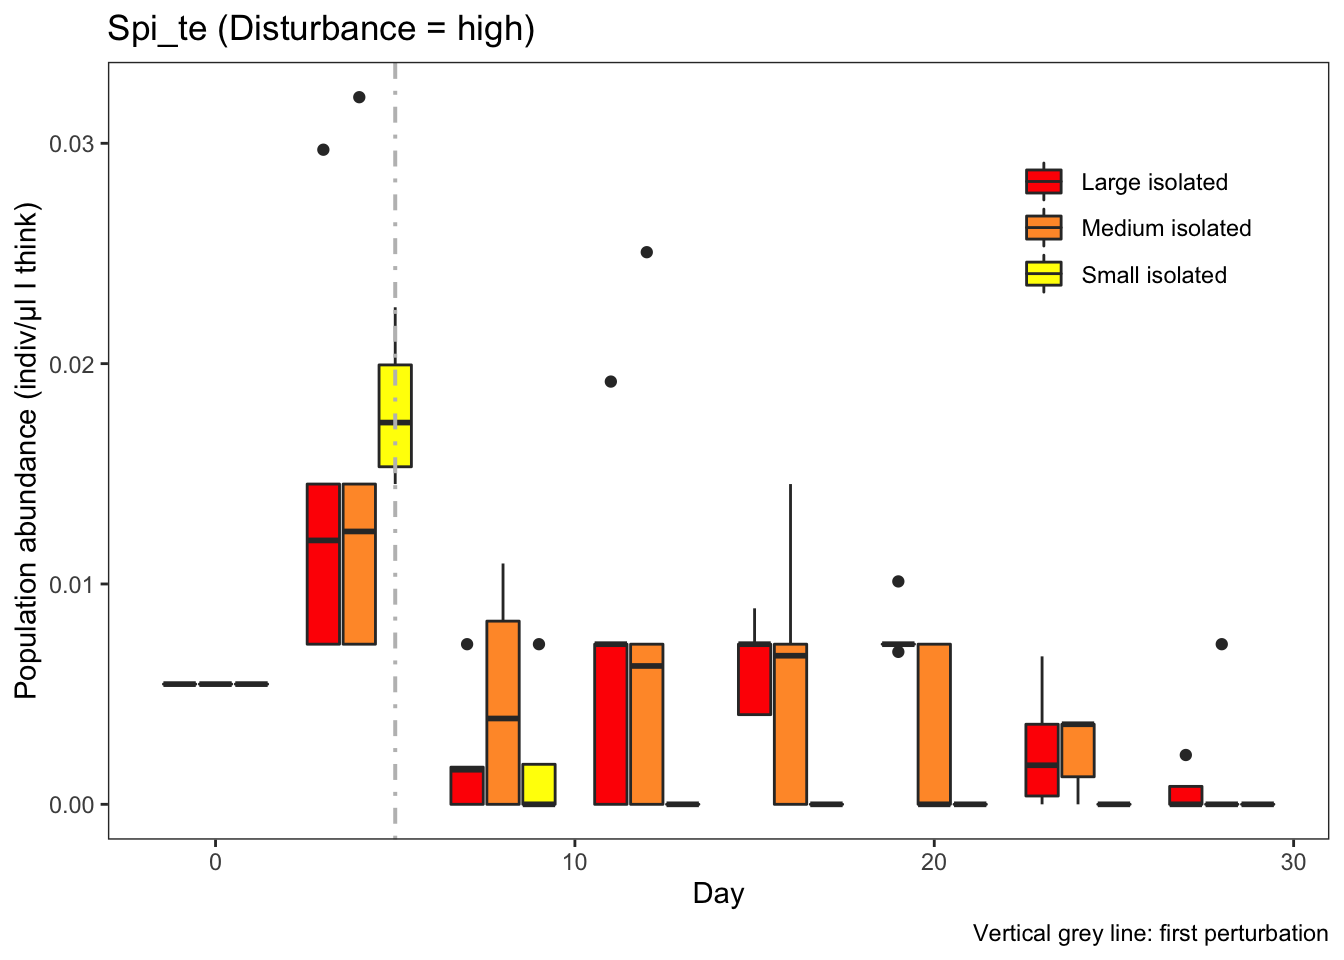 Spi_te (Disturbance = high)
Population abundance (indiv/µl I think)
0.03
0.02
0.01
0.00
Large isolated
Medium isolated
Small isolated
0
10
20
30
Day
Vertical grey line: first perturbation